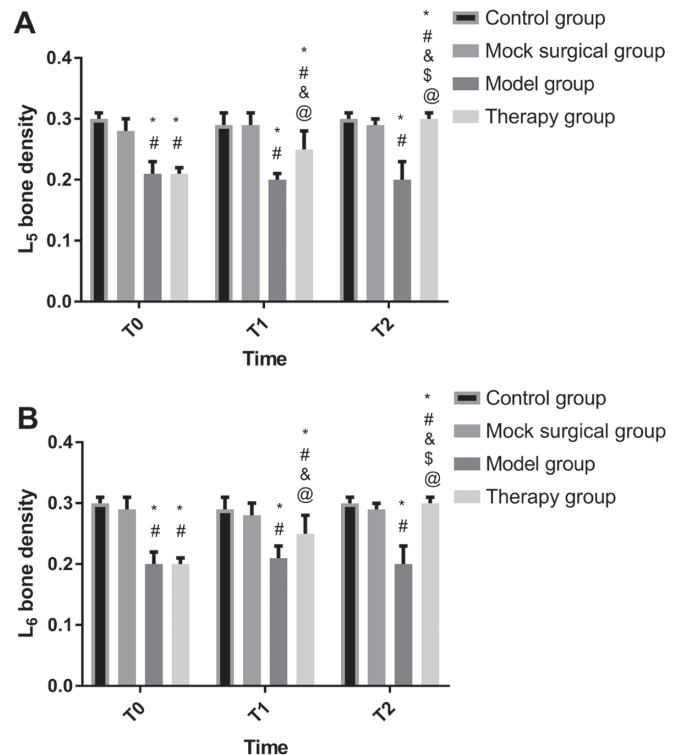 A
Control group
Mock surgical group
Model group
Therapy group
L5 bone density
0.4
0.3
0.2
0.1
0.0
* *
# #
*
#
*
#
&
@
*
#
*
#
&
$
@
T0 T1 T2
Time
B
Control group
Mock surgical group
Model group
Therapy group
L6 bone density
0.4
0.3
0.2
0.1
0.0
* *
# #
*
#
*
#
&
@
*
#
*
#
&
$
@
T0 T1 T2
Time